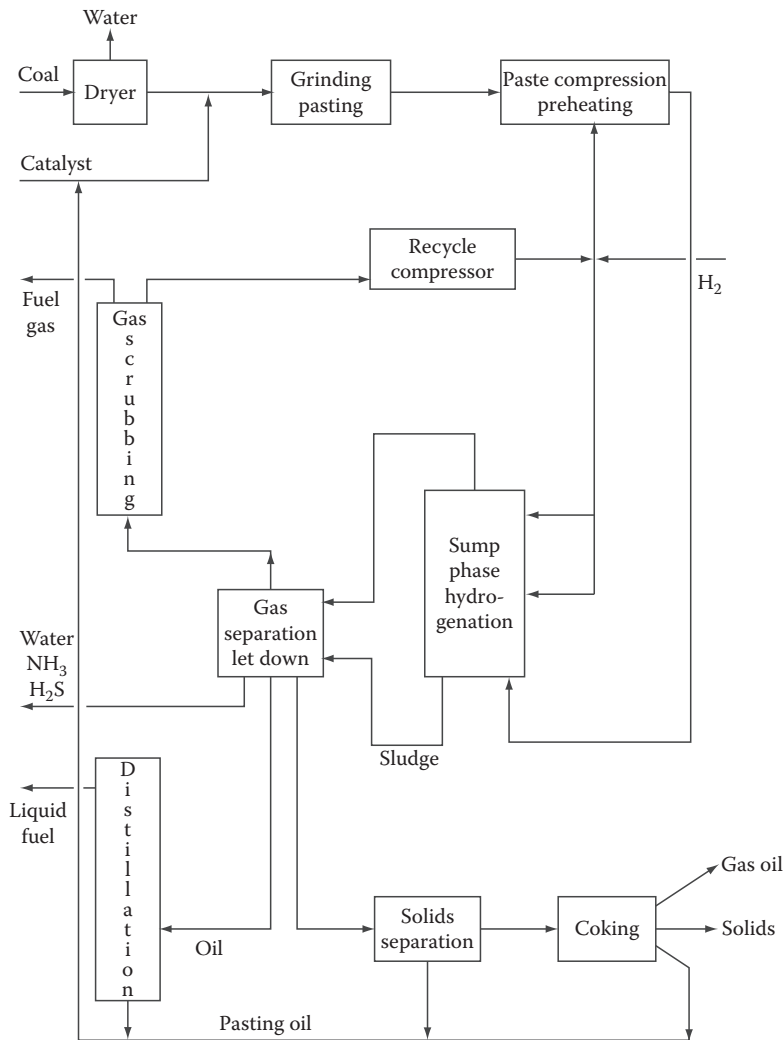 Water
Coal
Dryer
Grinding
pasting
Paste compression
preheating
Catalyst
Recycle
compressor
H₂
Fuel
gas
Gas
s
c
r
u
b
b
i
n
g
Sump
phase
hydro-
genation
Gas
separation
let down
Water
NH₃
H₂S
Sludge
D
i
s
t
i
l
l
a
t
i
o
n
Liquid
fuel
Oil
Solids
separation
Coking
Gas oil
Solids
Pasting oil